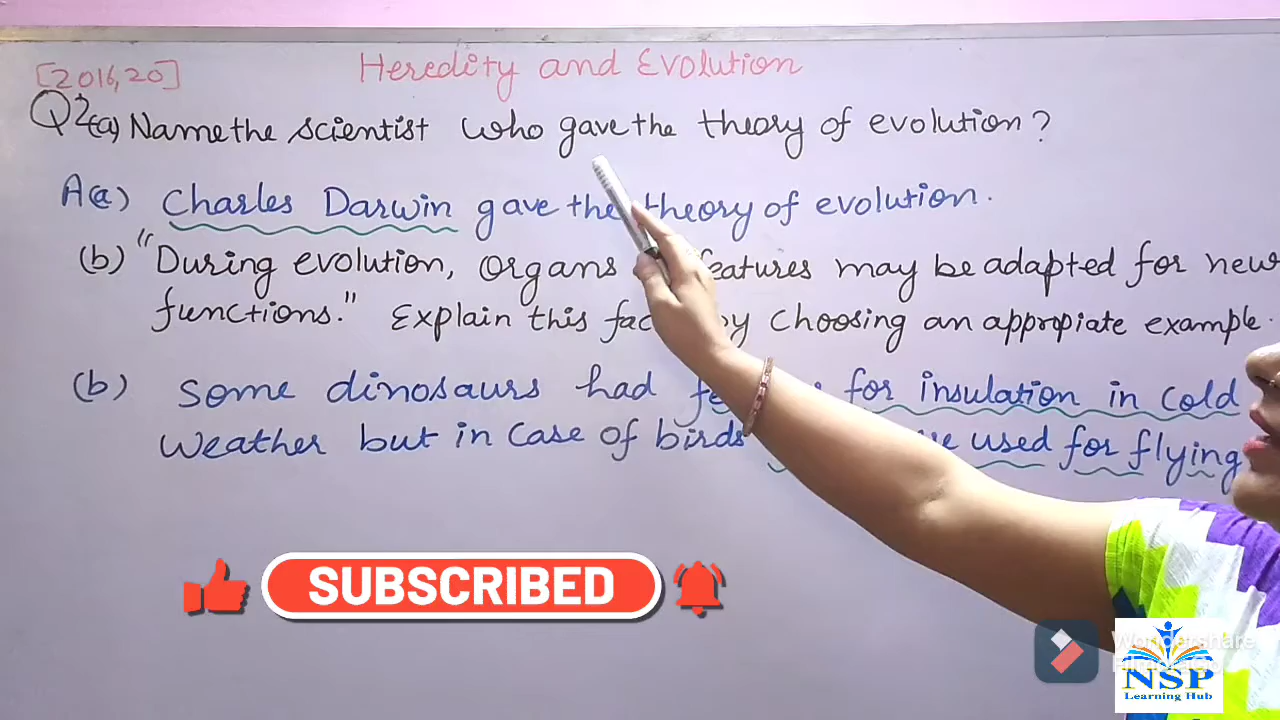 [2016,20] Heredity and Evolution
Q2(a) Name the scientist who gave the theory of evolution?
A(a) Charles Darwin gave the theory of evolution.
(b) "During evolution, organs features may be adapted for new
functions." Explain this by choosing an appropiate example.
(b) Some dinosaurs had for insulation in cold
weather but in case of birds used for flying
SUBSCRIBED
Wondershare
Filmora
NSP
Learning Hub